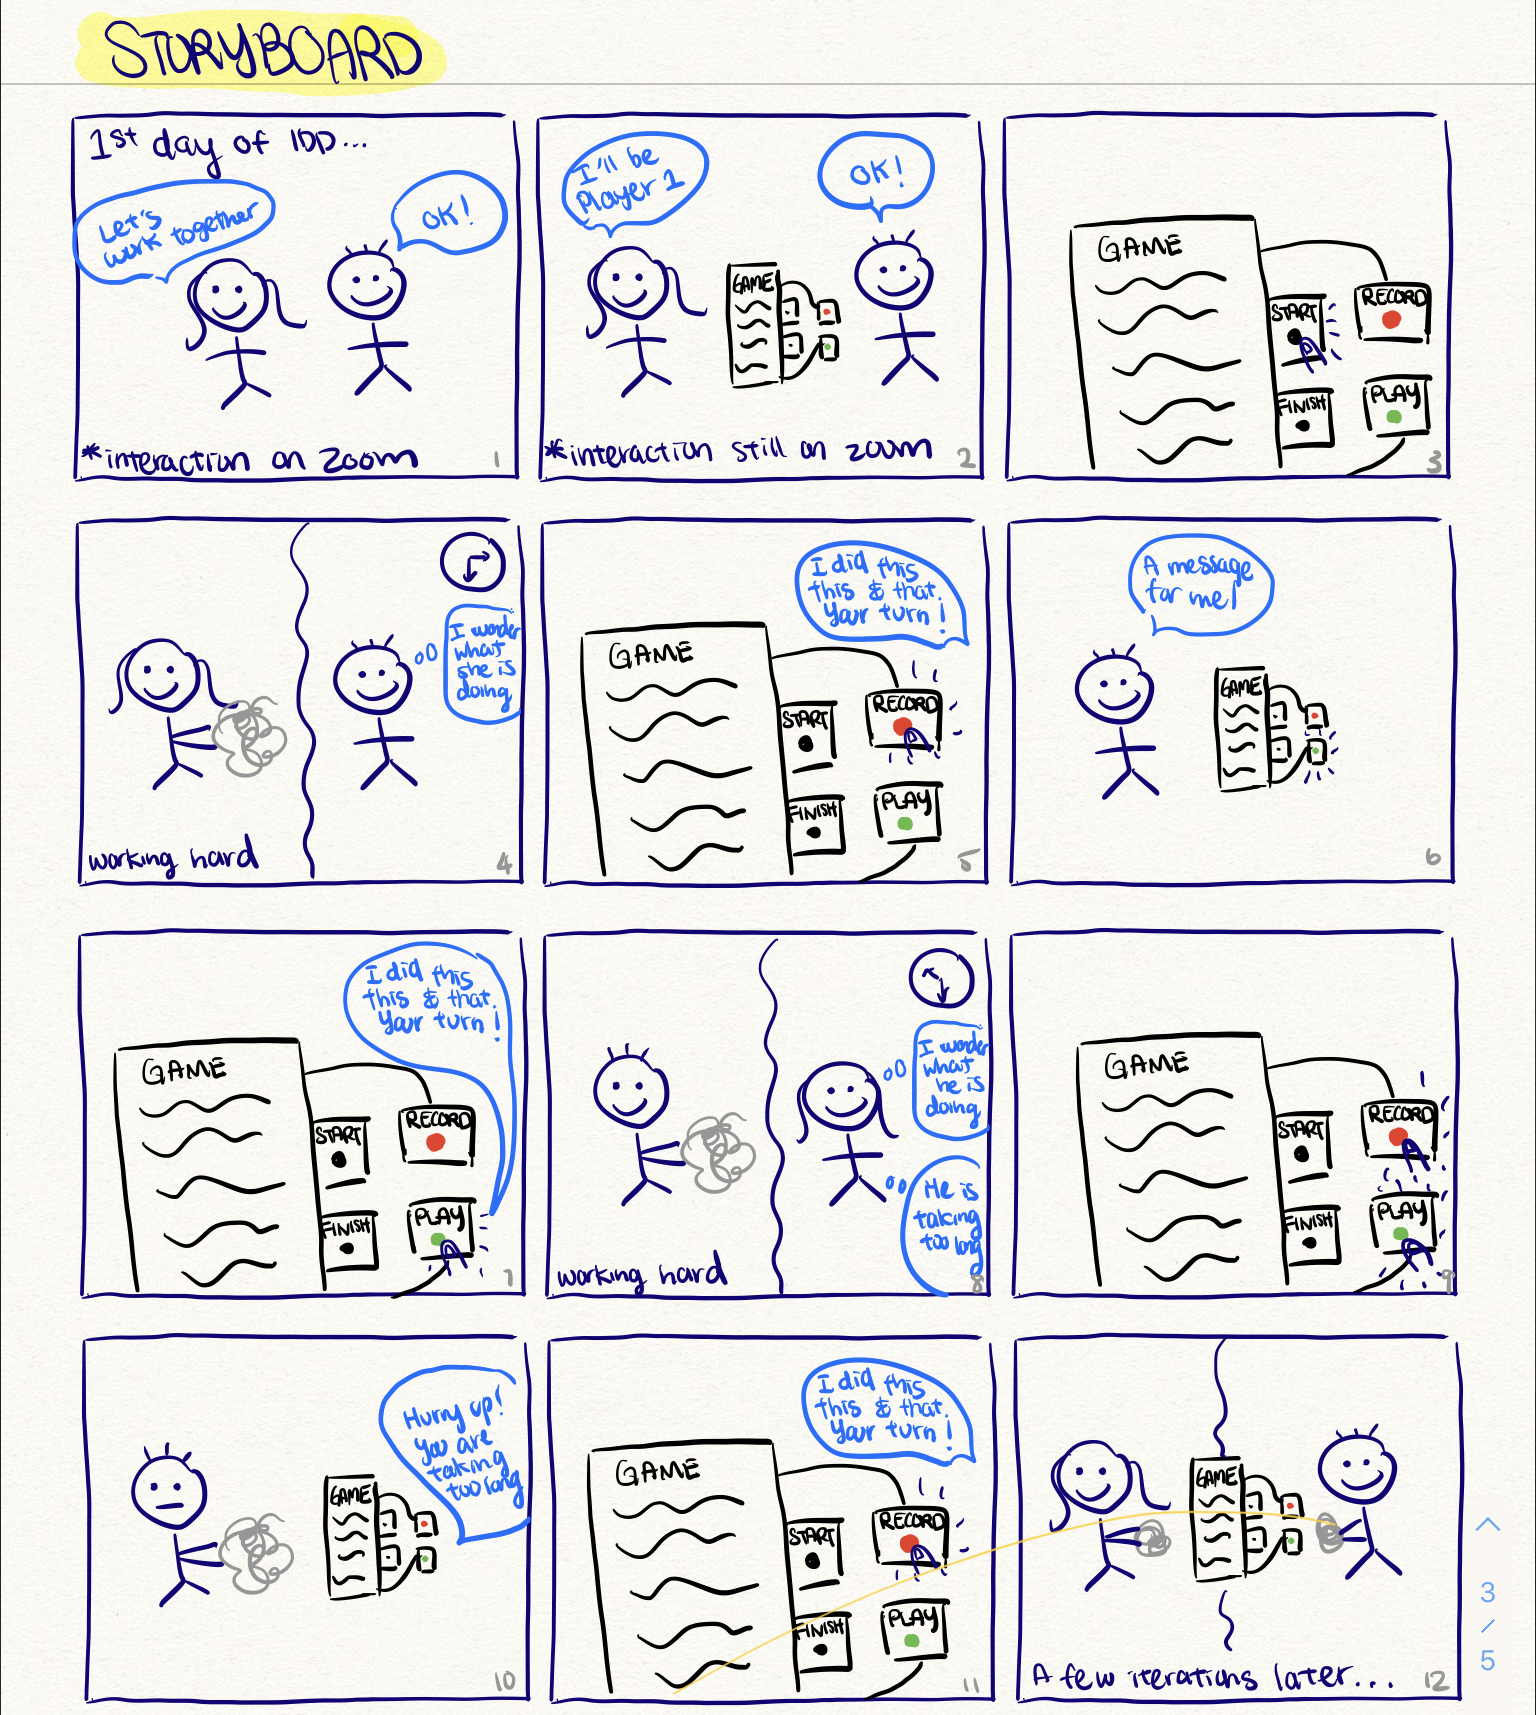 STORYBOARD
1st day of IDD...
Let's
work together
OK!
*interaction on zoom
1
I'll be
Player 1
OK!
GAME
*interaction still on zoom
2
GAME
START
RECORD
FINISH
PLAY
3
I wonder
what
she is
doing
working hard
4
I did this
this & that.
Your turn!
GAME
START
RECORD
FINISH
PLAY
5
A message
for me!
GAME
6
I did this
this & that.
Your turn!
GAME
START
RECORD
FINISH
PLAY
7
I wonder
what
he is
doing
He is
taking
too long
working hard
8
GAME
START
RECORD
FINISH
PLAY
9
Hurry up!
You are
taking
too long
GAME
10
I did this
this & that.
Your turn!
GAME
START
RECORD
FINISH
PLAY
11
GAME
A few iterations later...
12
3
/
5